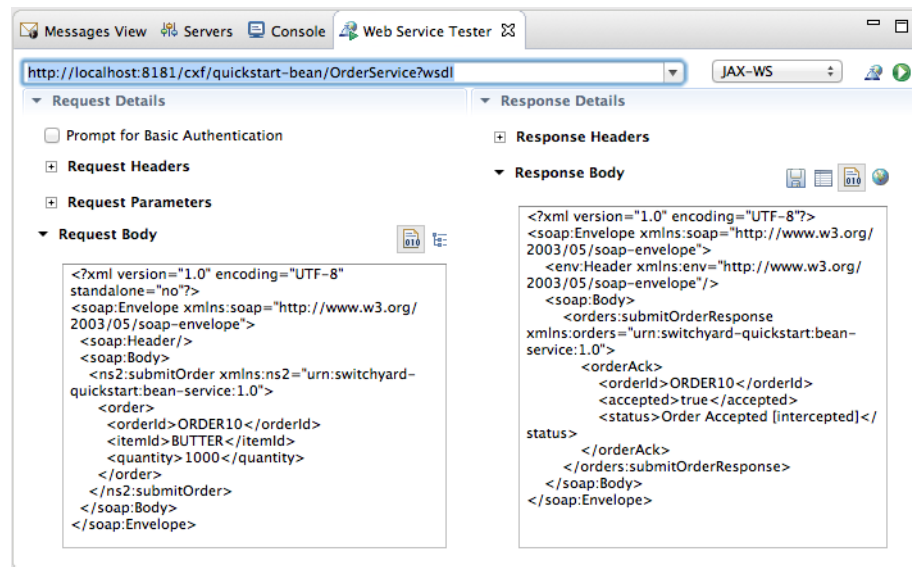 Messages View Servers Console Web Service Tester
http://localhost:8181/cxf/quickstart-bean/OrderService?wsdl JAX-WS
Request Details
Prompt for Basic Authentication
Request Headers
Request Parameters
Request Body
010
<?xml version="1.0" encoding="UTF-8"
standalone="no"?>
<soap:Envelope xmlns:soap="http://www.w3.org/
2003/05/soap-envelope">
<soap:Header/>
<soap:Body>
<ns2:submitOrder xmlns:ns2="urn:switchyard-
quickstart:bean-service:1.0">
<order>
<orderId>ORDER10</orderId>
<itemId>BUTTER</itemId>
<quantity>1000</quantity>
</order>
</ns2:submitOrder>
</soap:Body>
</soap:Envelope>
Response Details
Response Headers
Response Body
010
<?xml version="1.0" encoding="UTF-8"?>
<soap:Envelope xmlns:soap="http://www.w3.org/
2003/05/soap-envelope">
<env:Header xmlns:env="http://www.w3.org/
2003/05/soap-envelope"/>
<soap:Body>
<orders:submitOrderResponse
xmlns:orders="urn:switchyard-quickstart:bean-
service:1.0">
<orderAck>
<orderId>ORDER10</orderId>
<accepted>true</accepted>
<status>Order Accepted [intercepted]</
status>
</orderAck>
</orders:submitOrderResponse>
</soap:Body>
</soap:Envelope>